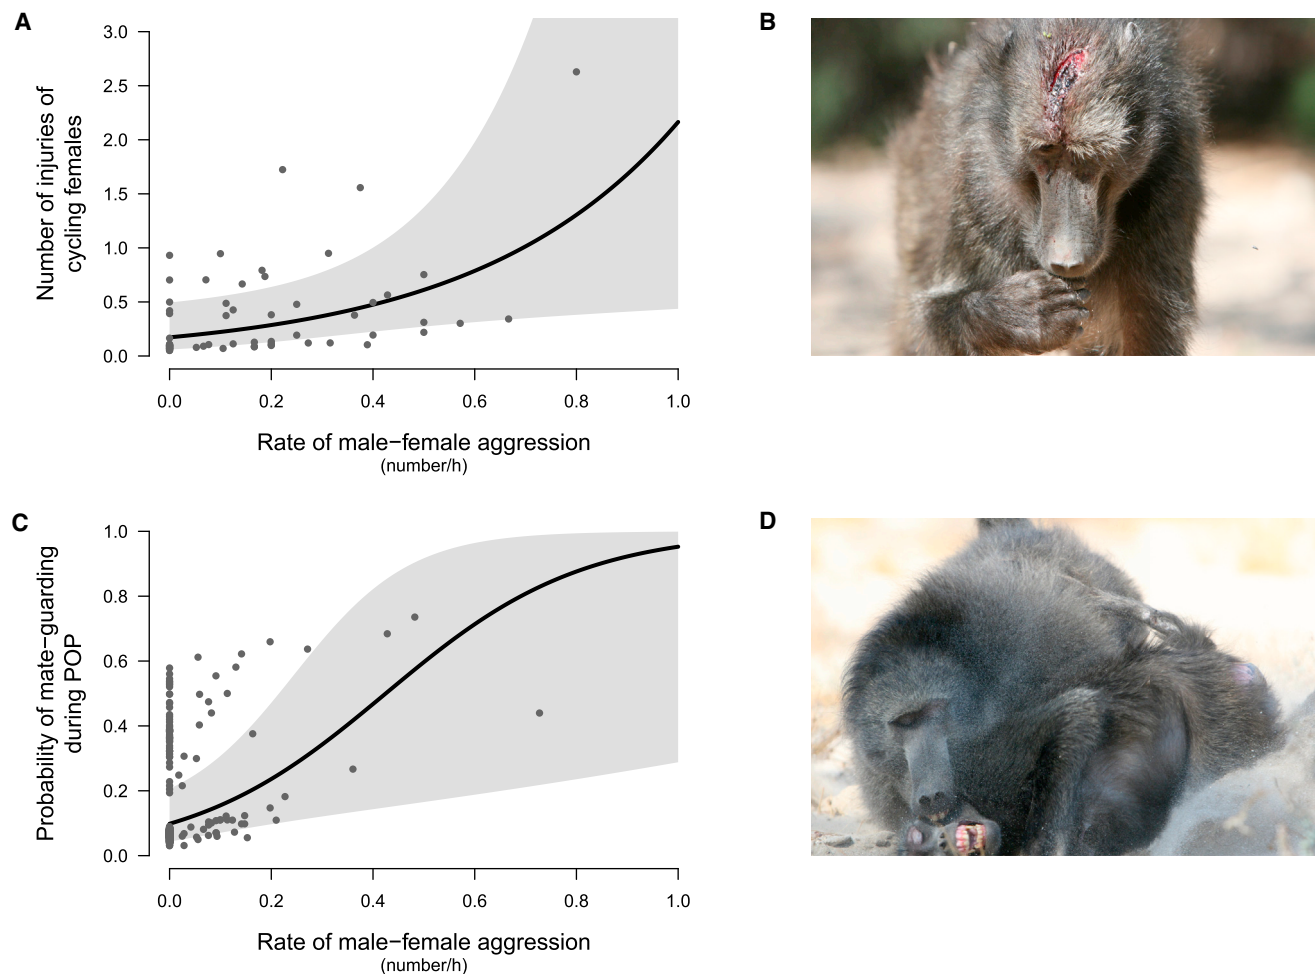 A
B
Number of injuries of
cycling females
3.0
2.5
2.0
1.5
1.0
0.5
0.0
0.0 0.2 0.4 0.6 0.8 1.0
Rate of male−female aggression
(number/h)
C
D
Probability of mate−guarding
during POP
1.0
0.8
0.6
0.4
0.2
0.0
0.0 0.2 0.4 0.6 0.8 1.0
Rate of male−female aggression
(number/h)